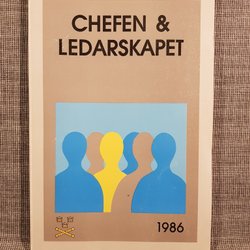 CHEFEN &
LEDARSKAPET
1986